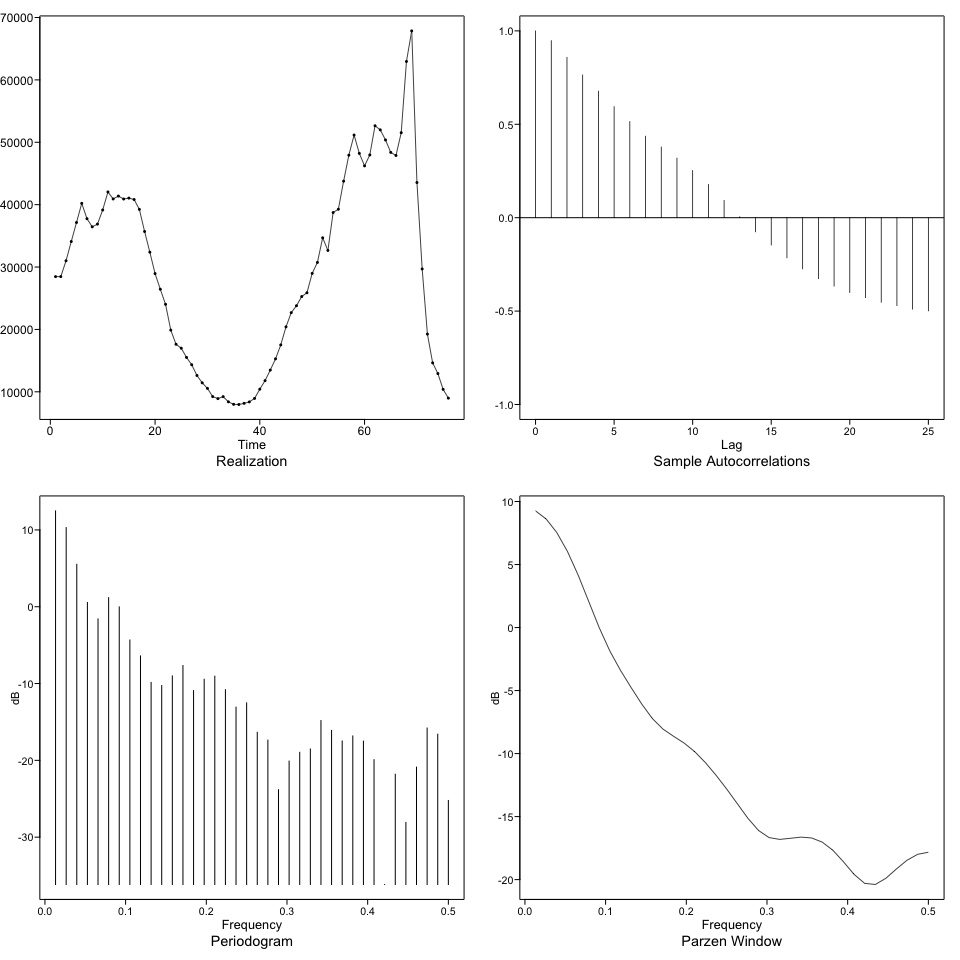 70000
60000
50000
40000
30000
20000
10000
0 20 40 60
Time
Realization
1.0
0.5
0.0
-0.5
-1.0
0 5 10 15 20 25
Lag
Sample Autocorrelations
dB
10
0
-10
-20
-30
0.0 0.1 0.2 0.3 0.4 0.5
Frequency
Periodogram
dB
10
5
0
-5
-10
-15
-20
0.0 0.1 0.2 0.3 0.4 0.5
Frequency
Parzen Window